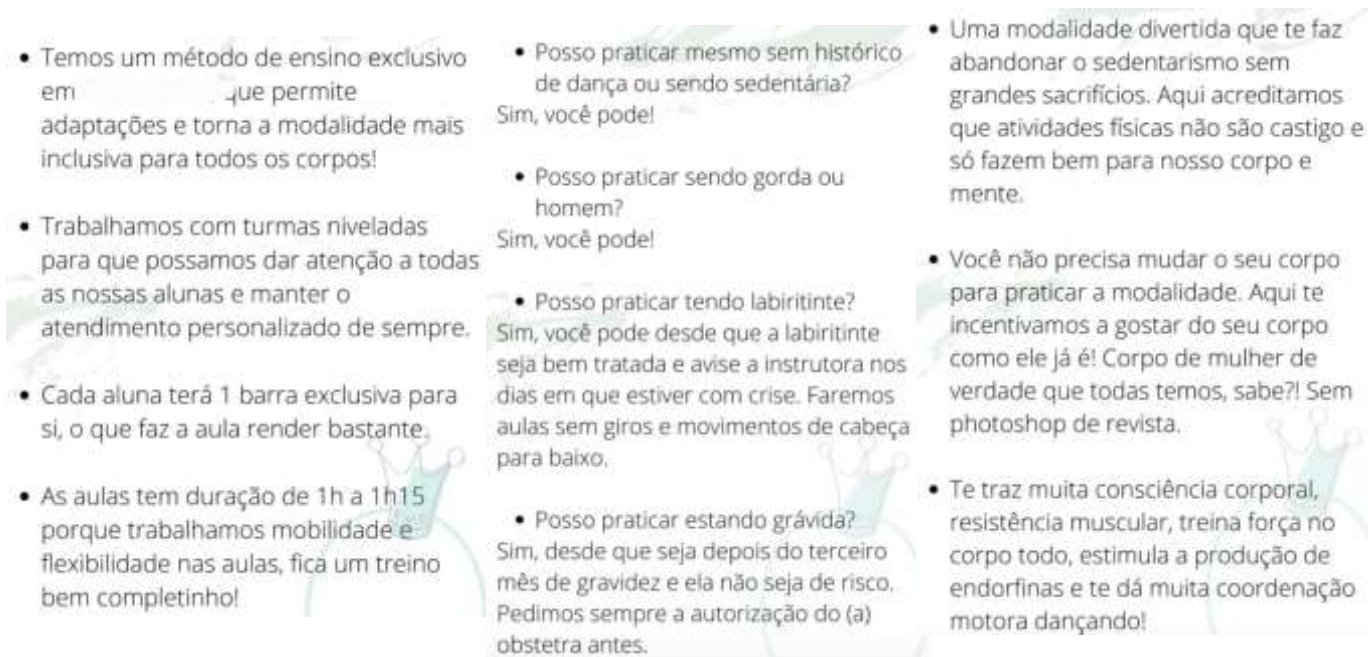 • Temos um método de ensino exclusivo
em que permite
adaptações e torna a modalidade mais
inclusiva para todos os corpos!
• Trabalhamos com turmas niveladas
para que possamos dar atenção a todas
as nossas alunas e manter o
atendimento personalizado de sempre.
• Cada aluna terá 1 barra exclusiva para
si, o que faz a aula render bastante.
• As aulas tem duração de 1h a 1h15
porque trabalhamos mobilidade e
flexibilidade nas aulas, fica um treino
bem completinho!
• Posso praticar mesmo sem histórico
de dança ou sendo sedentária?
Sim, você pode!
• Posso praticar sendo gorda ou
homem?
Sim, você pode!
• Posso praticar tendo labiritinte?
Sim, você pode desde que a labiritinte
seja bem tratada e avise a instrutora nos
dias em que estiver com crise. Faremos
aulas sem giros e movimentos de cabeça
para baixo.
• Posso praticar estando grávida?
Sim, desde que seja depois do terceiro
mês de gravidez e ela não seja de risco.
Pedimos sempre a autorização do (a)
obstetra antes.
• Uma modalidade divertida que te faz
abandonar o sedentarismo sem
grandes sacrifícios. Aqui acreditamos
que atividades físicas não são castigo e
só fazem bem para nosso corpo e
mente.
• Você não precisa mudar o seu corpo
para praticar a modalidade. Aqui te
incentivamos a gostar do seu corpo
como ele já é! Corpo de mulher de
verdade que todas temos, sabe?! Sem
photoshop de revista.
• Te traz muita consciência corporal,
resistência muscular, treina força no
corpo todo, estimula a produção de
endorfinas e te dá muita coordenação
motora dançando!